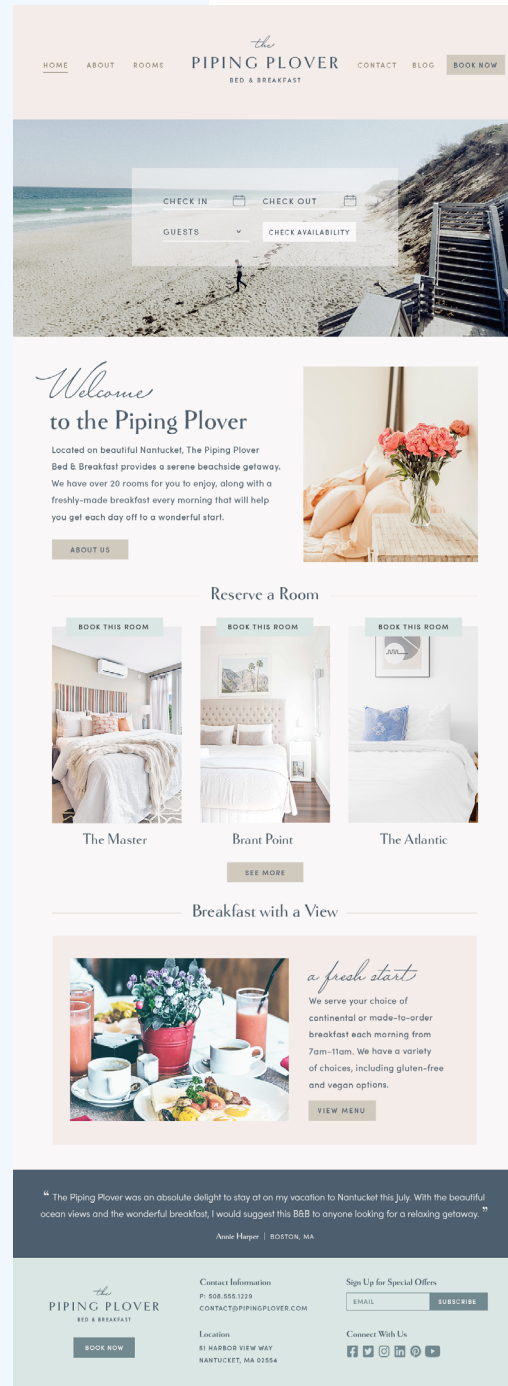 the
PIPING PLOVER
BED & BREAKFAST
HOME
ABOUT
ROOMS
CONTACT
BLOG
BOOK NOW
CHECK IN
CHECK OUT
GUESTS
CHECK AVAILABILITY
Welcome
to the Piping Plover
Located on beautiful Nantucket, The Piping Plover
Bed & Breakfast provides a serene beachside getaway.
We have over 20 rooms for you to enjoy, along with a
freshly-made breakfast every morning that will help
you get each day off to a wonderful start.
ABOUT US
Reserve a Room
BOOK THIS ROOM
BOOK THIS ROOM
BOOK THIS ROOM
The Master
Brant Point
The Atlantic
SEE MORE
Breakfast with a View
a fresh start
We serve your choice of
continental or made-to-order
breakfast each morning from
7am–11am. We have a variety
of choices, including gluten-free
and vegan options.
VIEW MENU
“ The Piping Plover was an absolute delight to stay at on my vacation to Nantucket this July. With the beautiful
ocean views and the wonderful breakfast, I would suggest this B&B to anyone looking for a relaxing getaway. ”
Annie Harper | BOSTON, MA
the
PIPING PLOVER
BED & BREAKFAST
BOOK NOW
Contact Information
P: 508.555.1229
CONTACT@PIPINGPLOVER.COM
Location
51 HARBOR VIEW WAY
NANTUCKET, MA 02554
Sign Up for Special Offers
EMAIL
SUBSCRIBE
Connect With Us